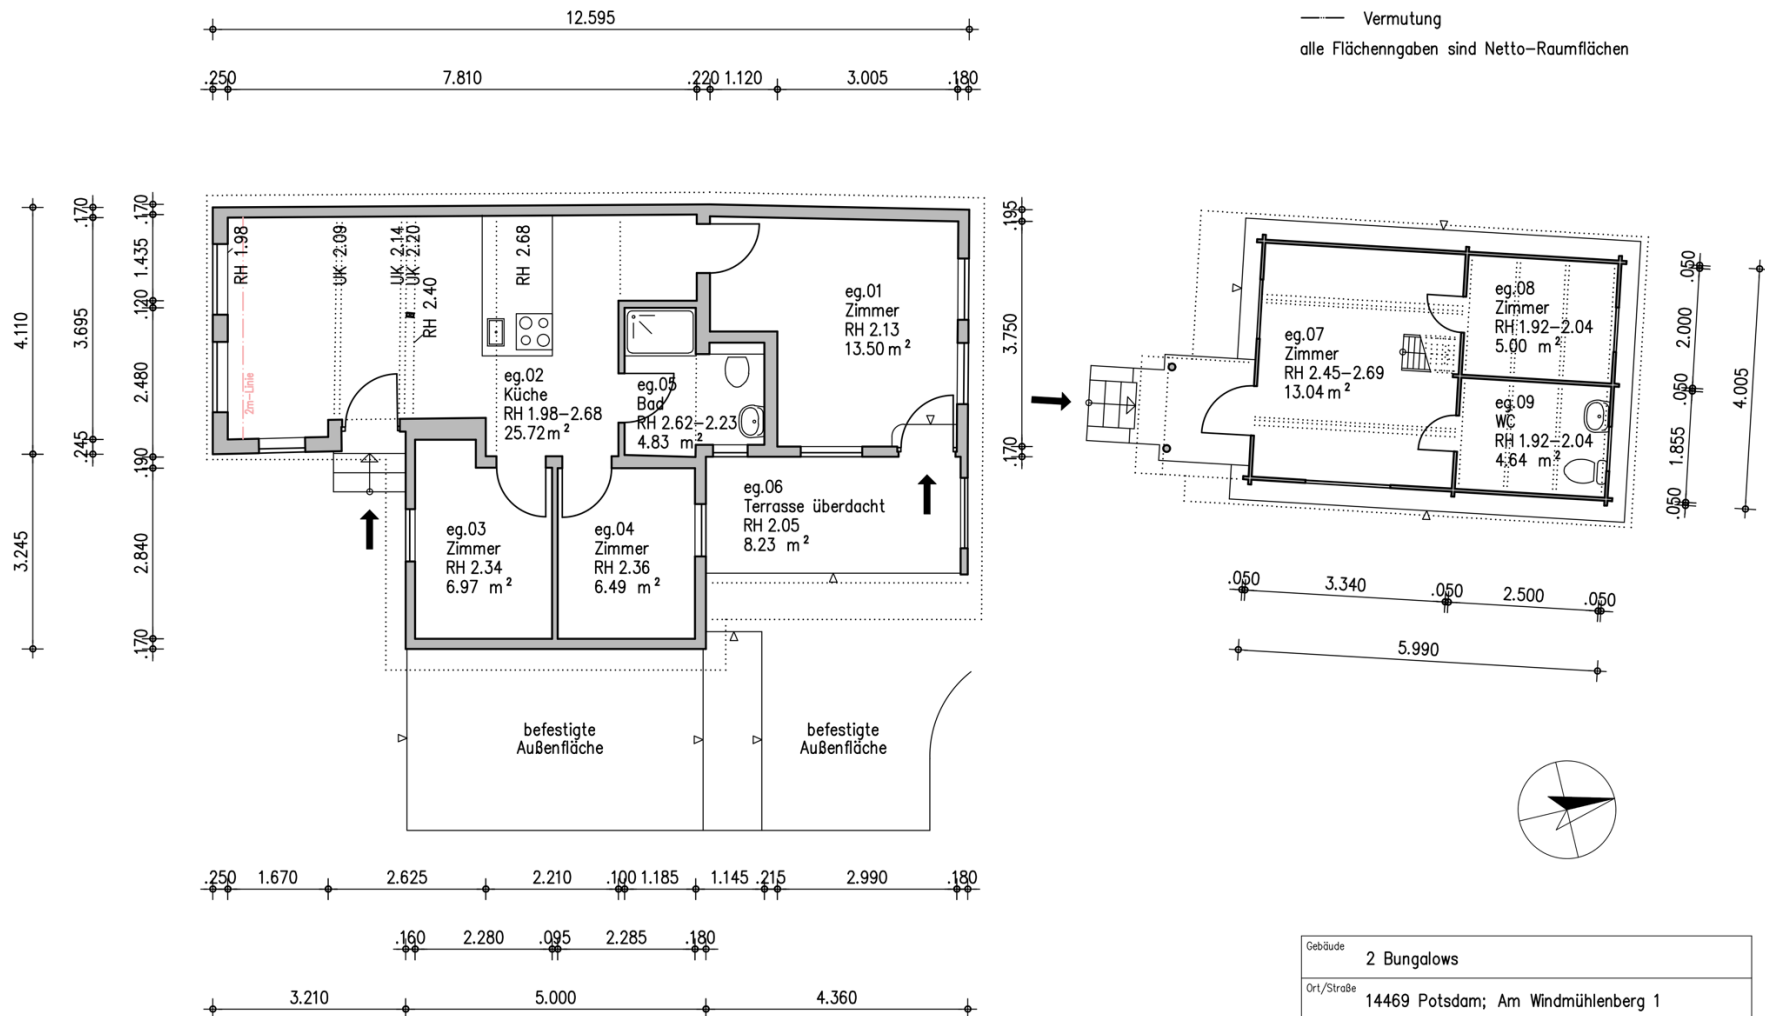 12.595
.250 7.810 .220 1.120 3.005 .180
Vermutung
alle Flächenngaben sind Netto-Raumflächen
4.110
3.245
.170
3.695
.245
.170
1.435
.120
2.480
.190
2.840
.170
RH 1.98
2m-Linie
UK 2.09
UK 2.14
UK 2.20
RH 2.40
RH 2.68
eg.01
Zimmer
RH 2.13
13.50 m²
eg.02
Küche
RH 1.98-2.68
25.72 m²
eg.05
Bad
RH 2.62-2.23
4.83 m²
eg.03
Zimmer
RH 2.34
6.97 m²
eg.04
Zimmer
RH 2.36
6.49 m²
eg.06
Terrasse überdacht
RH 2.05
8.23 m²
.195
3.750
.170
befestigte
Außenfläche
befestigte
Außenfläche
eg.07
Zimmer
RH 2.45-2.69
13.04 m²
eg.08
Zimmer
RH 1.92-2.04
5.00 m²
eg.09
WC
RH 1.92-2.04
4.64 m²
.050
2.000
.050
1.855
.050
4.005
.050 3.340 .050 2.500 .050
5.990
.250 1.670 2.625 2.210 .100 1.185 1.145 .215 2.990 .180
.160 2.280 .095 2.285 .180
3.210 5.000 4.360
Gebäude 2 Bungalows
Ort/Straße 14469 Potsdam; Am Windmühlenberg 1